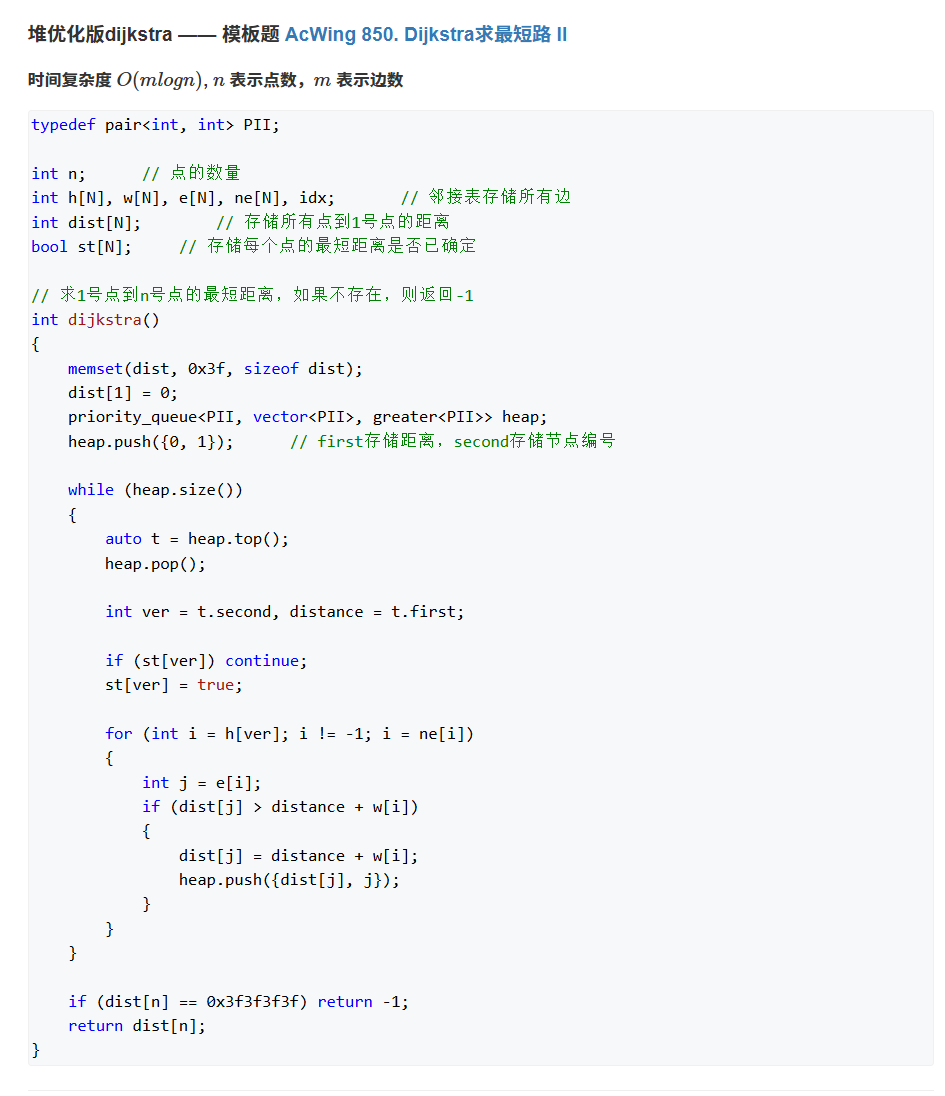 堆优化版dijkstra —— 模板题 AcWing 850. Dijkstra求最短路 II
时间复杂度 O(mlogn), n 表示点数，m 表示边数
typedef pair<int, int> PII;
int n;      // 点的数量
int h[N], w[N], e[N], ne[N], idx;       // 邻接表存储所有边
int dist[N];        // 存储所有点到1号点的距离
bool st[N];     // 存储每个点的最短距离是否已确定
// 求1号点到n号点的最短距离，如果不存在，则返回-1
int dijkstra()
{
    memset(dist, 0x3f, sizeof dist);
    dist[1] = 0;
    priority_queue<PII, vector<PII>, greater<PII>> heap;
    heap.push({0, 1});      // first存储距离，second存储节点编号
    while (heap.size())
    {
        auto t = heap.top();
        heap.pop();
        int ver = t.second, distance = t.first;
        if (st[ver]) continue;
        st[ver] = true;
        for (int i = h[ver]; i != -1; i = ne[i])
        {
            int j = e[i];
            if (dist[j] > distance + w[i])
            {
                dist[j] = distance + w[i];
                heap.push({dist[j], j});
            }
        }
    }
    if (dist[n] == 0x3f3f3f3f) return -1;
    return dist[n];
}